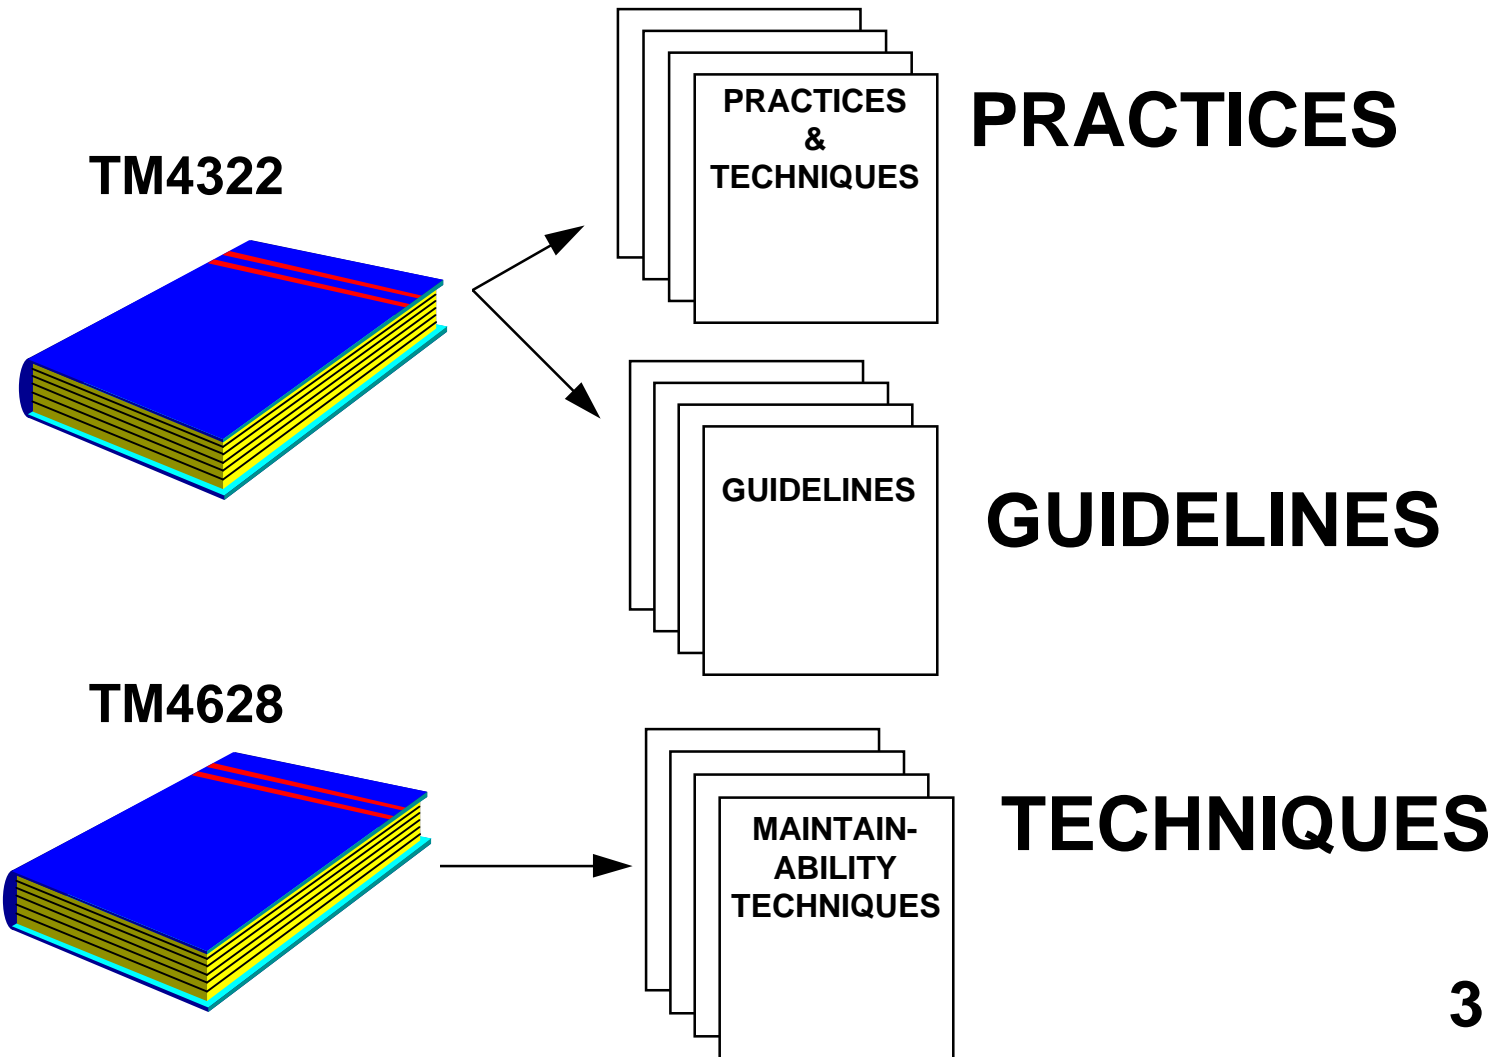 TM4322
PRACTICES
&
TECHNIQUES
PRACTICES
GUIDELINES
GUIDELINES
TM4628
MAINTAIN-
ABILITY
TECHNIQUES
TECHNIQUES
3